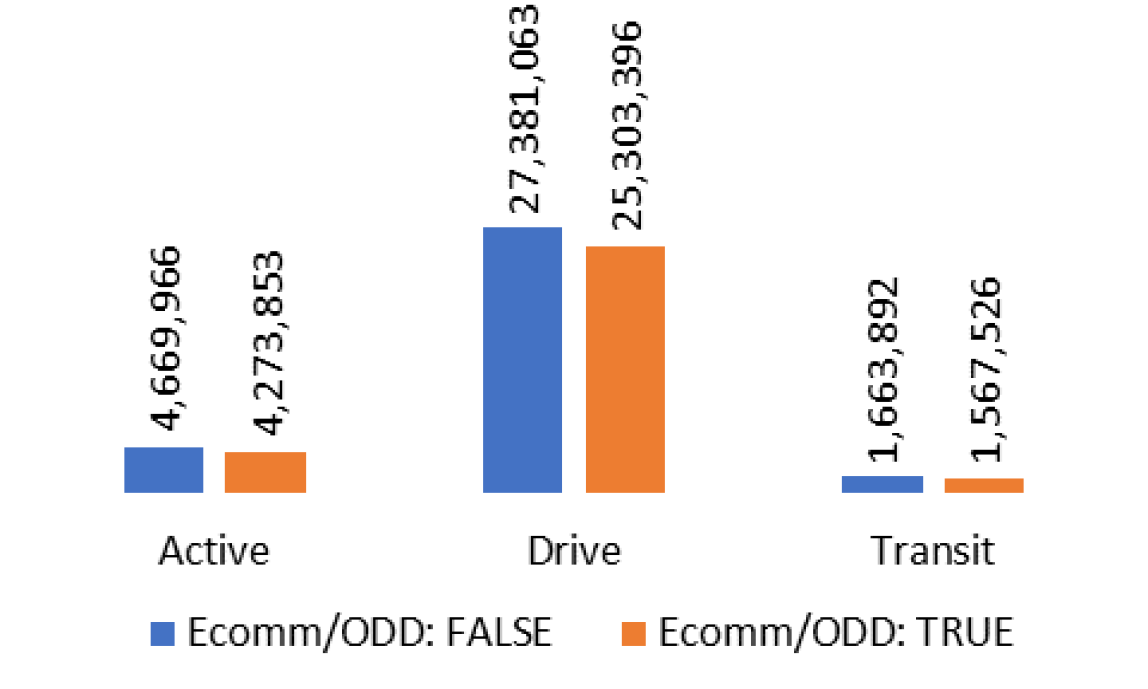 27,381,063
25,303,396
4,669,966
4,273,853
1,663,892
1,567,526
Active
Drive
Transit
Ecomm/ODD: FALSE
Ecomm/ODD: TRUE